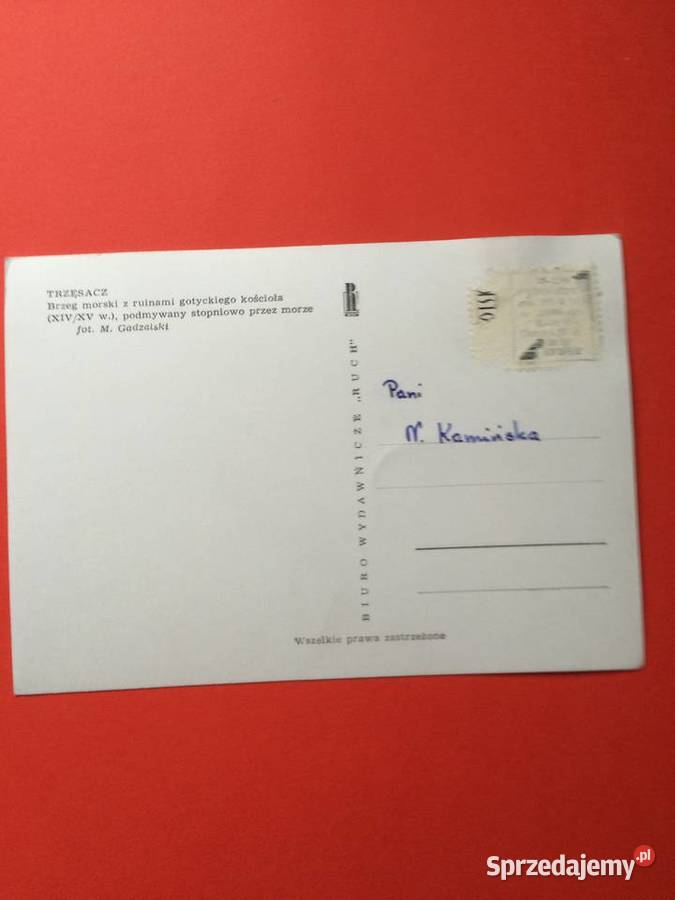 TRZĘSACZ
Brzeg morski z ruinami gotyckiego kościoła
(XIV/XV w.), podmywany stopniowo przez morze
fot. M. Gadzalski
BIURO WYDAWNICZE „RUCH"
Pani
N. Kamińska
Wszelkie prawa zastrzeżone
Sprzedajemy.pl